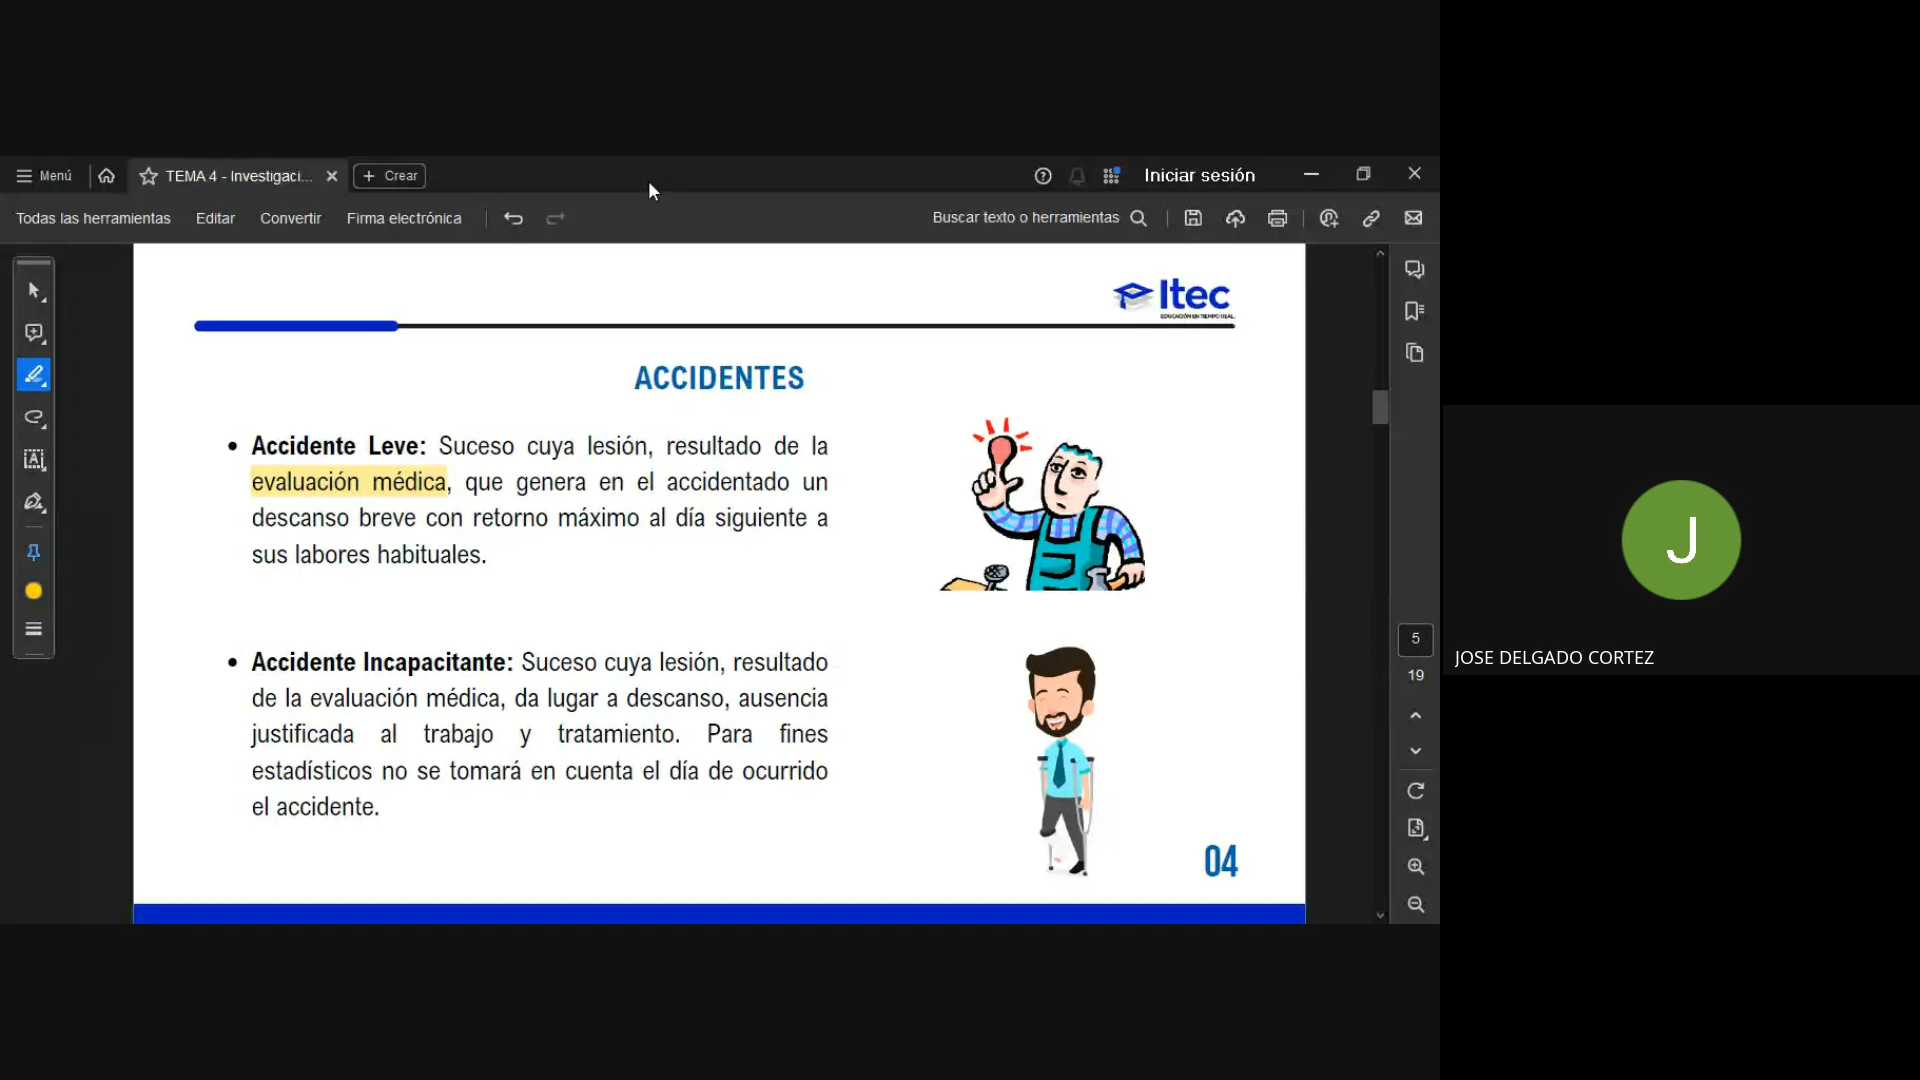 Menú
TEMA 4 - Investigaci...
Crear
Iniciar sesión
Todas las herramientas
Editar
Convertir
Firma electrónica
Buscar texto o herramientas
Itec
EDUCACIÓN EN TIEMPO REAL
ACCIDENTES
• Accidente Leve: Suceso cuya lesión, resultado de la
evaluación médica, que genera en el accidentado un
descanso breve con retorno máximo al día siguiente a
sus labores habituales.
• Accidente Incapacitante: Suceso cuya lesión, resultado
de la evaluación médica, da lugar a descanso, ausencia
justificada al trabajo y tratamiento. Para fines
estadísticos no se tomará en cuenta el día de ocurrido
el accidente.
04
5
19
J
JOSE DELGADO CORTEZ